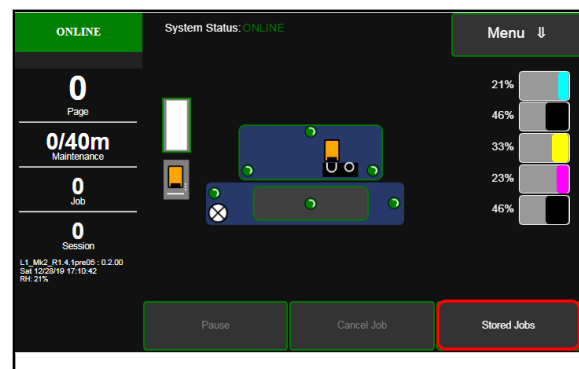 ONLINE
System Status: ONLINE
Menu ⇓
0
Page
0/40m
Maintenance
0
Job
0
Session
L1_Mk2_R1.4.1pre05 : 0.2.00
Sat 12/28/19 17:10:42
RH: 21%
21%
46%
33%
23%
46%
Pause
Cancel Job
Stored Jobs